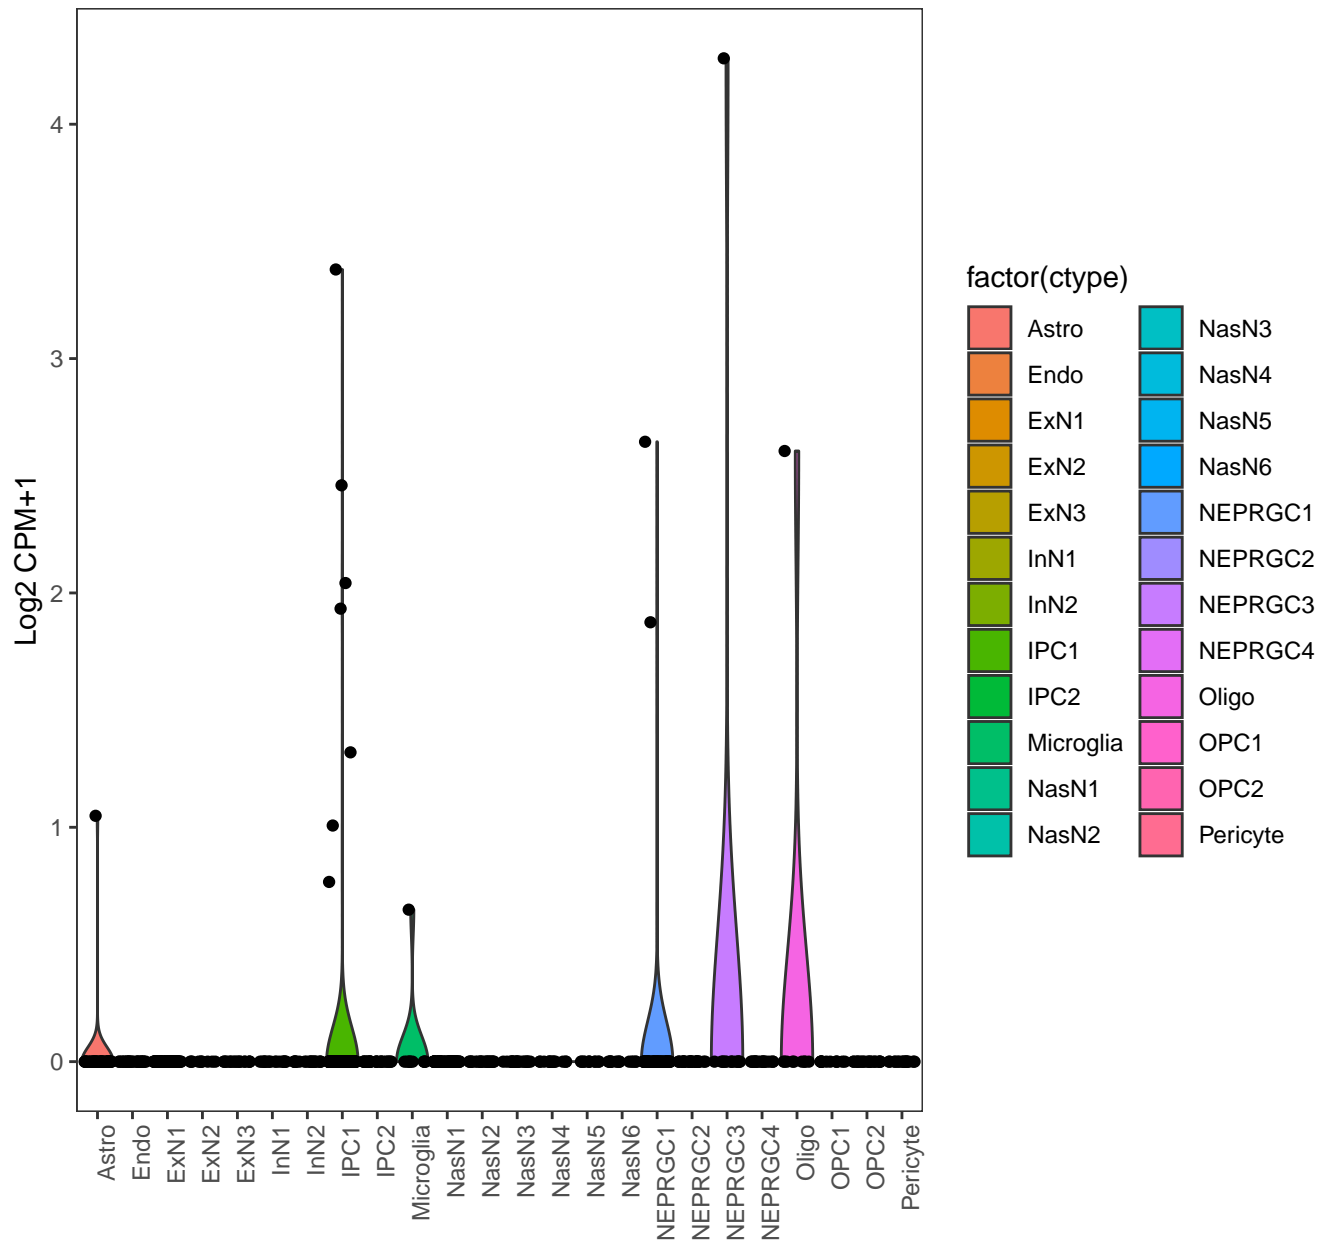 Log2 CPM+1
4
3
2
1
0
Astro
Endo
ExN1
ExN2
ExN3
InN1
InN2
IPC1
IPC2
Microglia
NasN1
NasN2
NasN3
NasN4
NasN5
NasN6
NEPRGC1
NEPRGC2
NEPRGC3
NEPRGC4
Oligo
OPC1
OPC2
Pericyte
factor(ctype)
Astro
Endo
ExN1
ExN2
ExN3
InN1
InN2
IPC1
IPC2
Microglia
NasN1
NasN2
NasN3
NasN4
NasN5
NasN6
NEPRGC1
NEPRGC2
NEPRGC3
NEPRGC4
Oligo
OPC1
OPC2
Pericyte